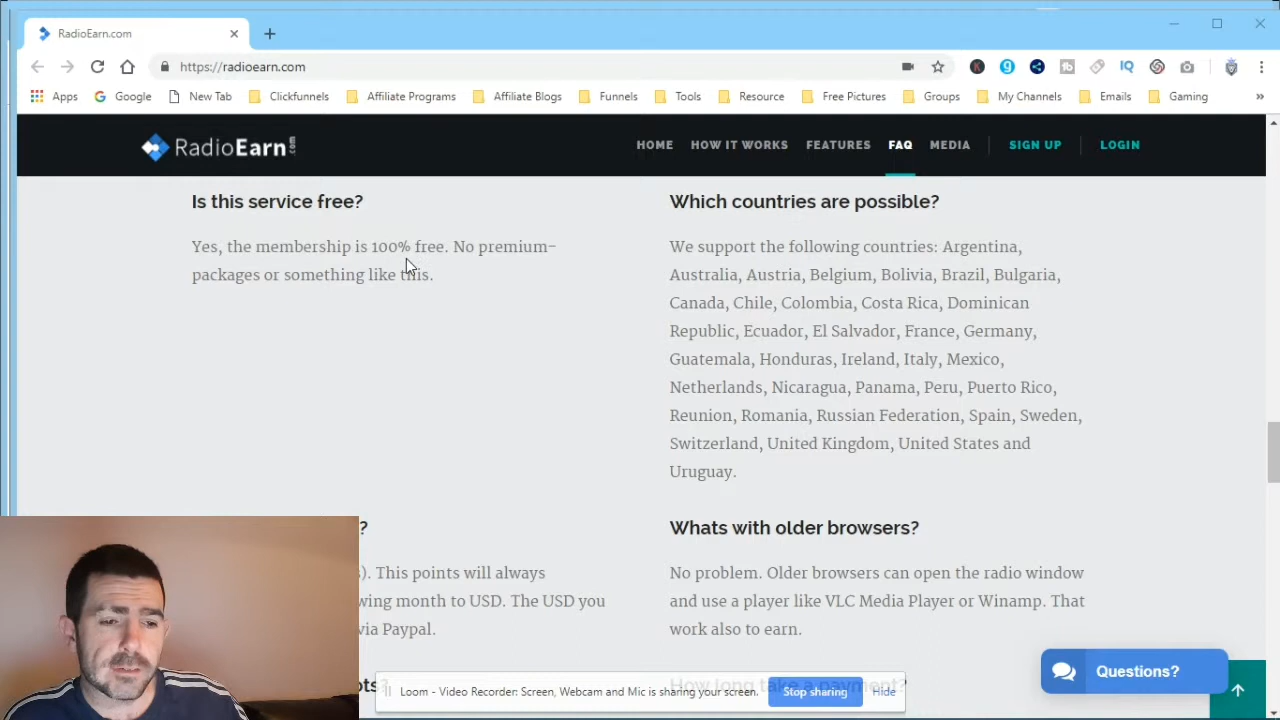 RadioEarn.com
https://radioearn.com
Apps Google New Tab Clickfunnels Affiliate Programs Affiliate Blogs Funnels Tools Resource Free Pictures Groups My Channels Emails Gaming »
RadioEarn.com
HOME HOW IT WORKS FEATURES FAQ MEDIA SIGN UP LOGIN
Is this service free?
Yes, the membership is 100% free. No premium-
packages or something like this.
Which countries are possible?
We support the following countries: Argentina,
Australia, Austria, Belgium, Bolivia, Brazil, Bulgaria,
Canada, Chile, Colombia, Costa Rica, Dominican
Republic, Ecuador, El Salvador, France, Germany,
Guatemala, Honduras, Ireland, Italy, Mexico,
Netherlands, Nicaragua, Panama, Peru, Puerto Rico,
Reunion, Romania, Russian Federation, Spain, Sweden,
Switzerland, United Kingdom, United States and
Uruguay.
?
s). This points will always
wing month to USD. The USD you
via Paypal.
Whats with older browsers?
No problem. Older browsers can open the radio window
and use a player like VLC Media Player or Winamp. That
work also to earn.
ots?
How long take a payment?
Loom - Video Recorder: Screen, Webcam and Mic is sharing your screen. Stop sharing Hide
Questions?